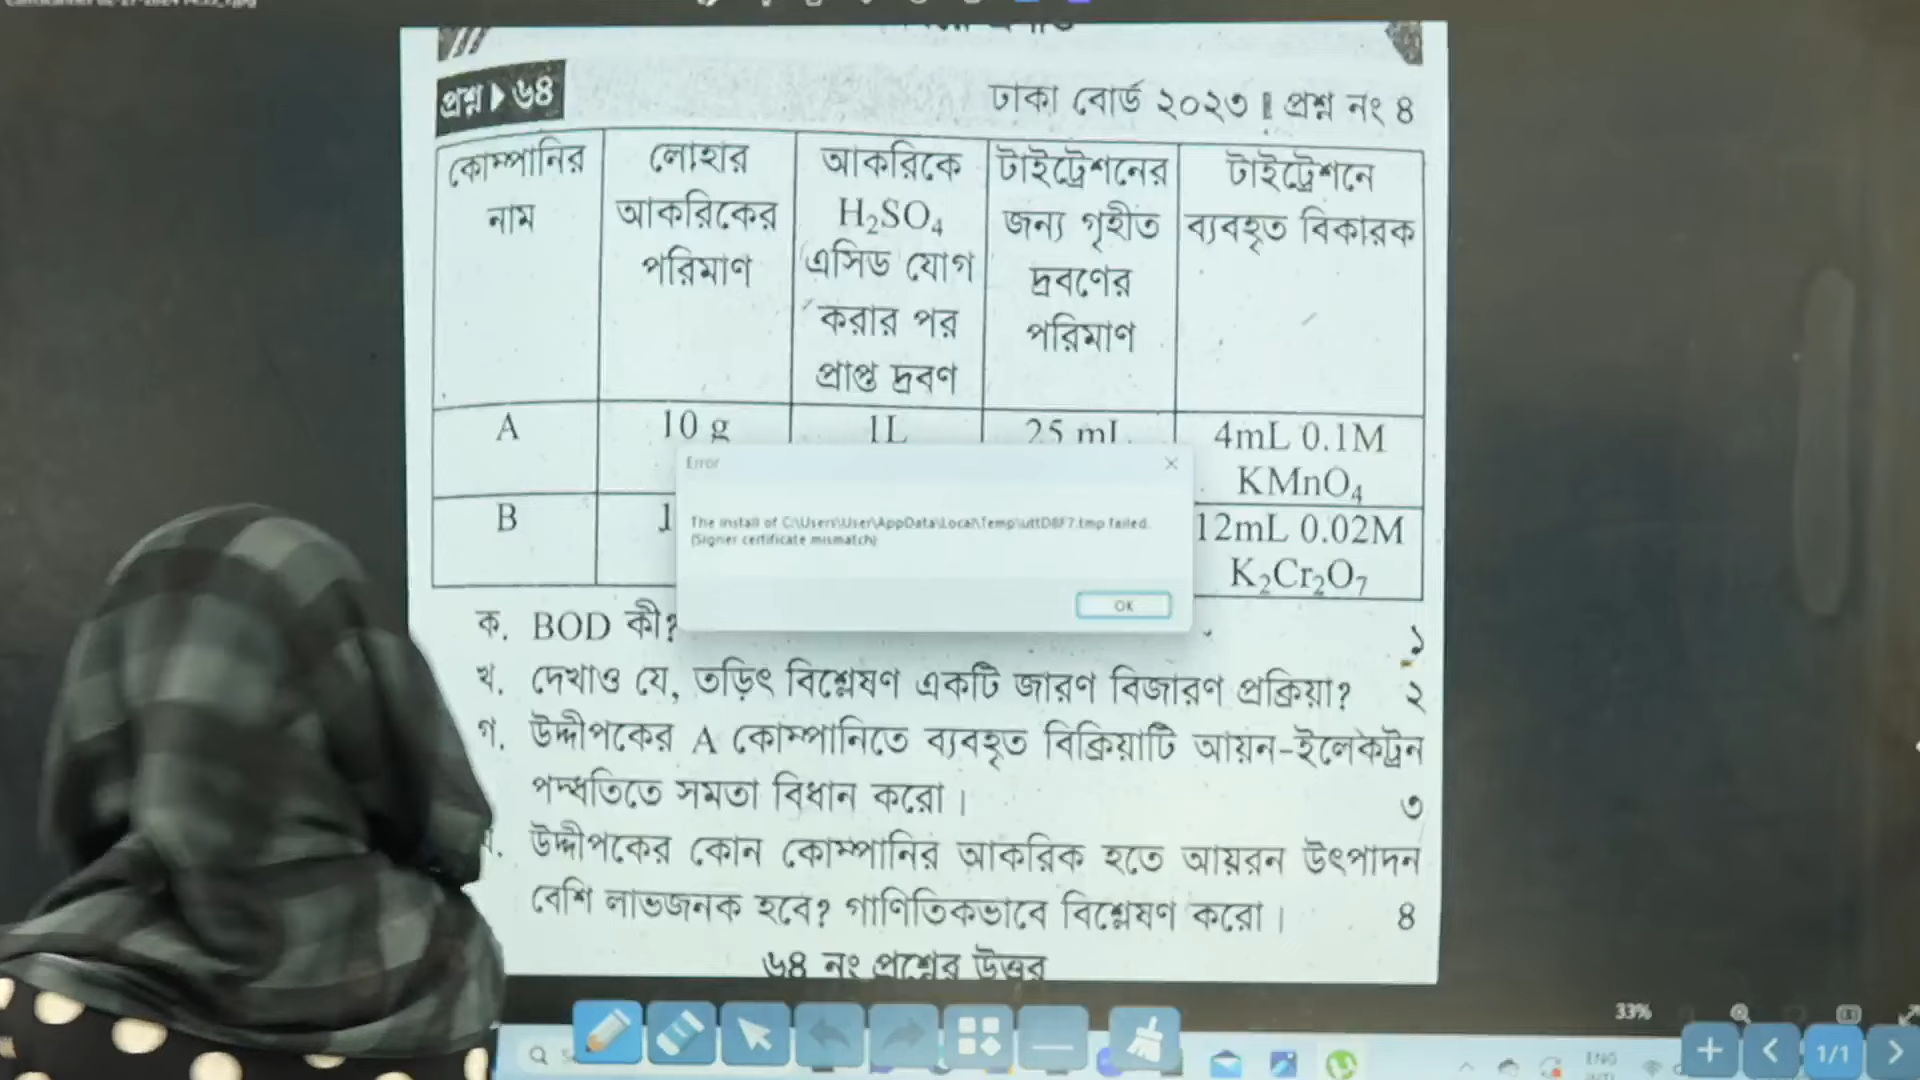 প্রশ্ন ▶ ৬৪
ঢাকা বোর্ড ২০২৩ ॥ প্রশ্ন নং ৪
কোম্পানির নাম
লোহার আকরিকের পরিমাণ
আকরিকে H₂SO₄ এসিড যোগ করার পর প্রাপ্ত দ্রবণ
টাইট্রেশনের জন্য গৃহীত দ্রবণের পরিমাণ
টাইট্রেশনে ব্যবহৃত বিকারক
A 10 g 1L 25 mL 4mL 0.1M KMnO₄
B 12mL 0.02M K₂Cr₂O₇
Error
The install of C:\Users\User\AppData\Local\Temp\uttD8F7.tmp failed.
(Signer certificate mismatch)
OK
ক. BOD কী? ১
খ. দেখাও যে, তড়িৎ বিশ্লেষণ একটি জারণ বিজারণ প্রক্রিয়া? ২
গ. উদ্দীপকের A কোম্পানিতে ব্যবহৃত বিক্রিয়াটি আয়ন-ইলেকট্রন
পদ্ধতিতে সমতা বিধান করো। ৩
উদ্দীপকের কোন কোম্পানির আকরিক হতে আয়রন উৎপাদন
বেশি লাভজনক হবে? গাণিতিকভাবে বিশ্লেষণ করো। ৪
৬৪ নং প্রশ্নের উত্তর
33%
1/1
ENG